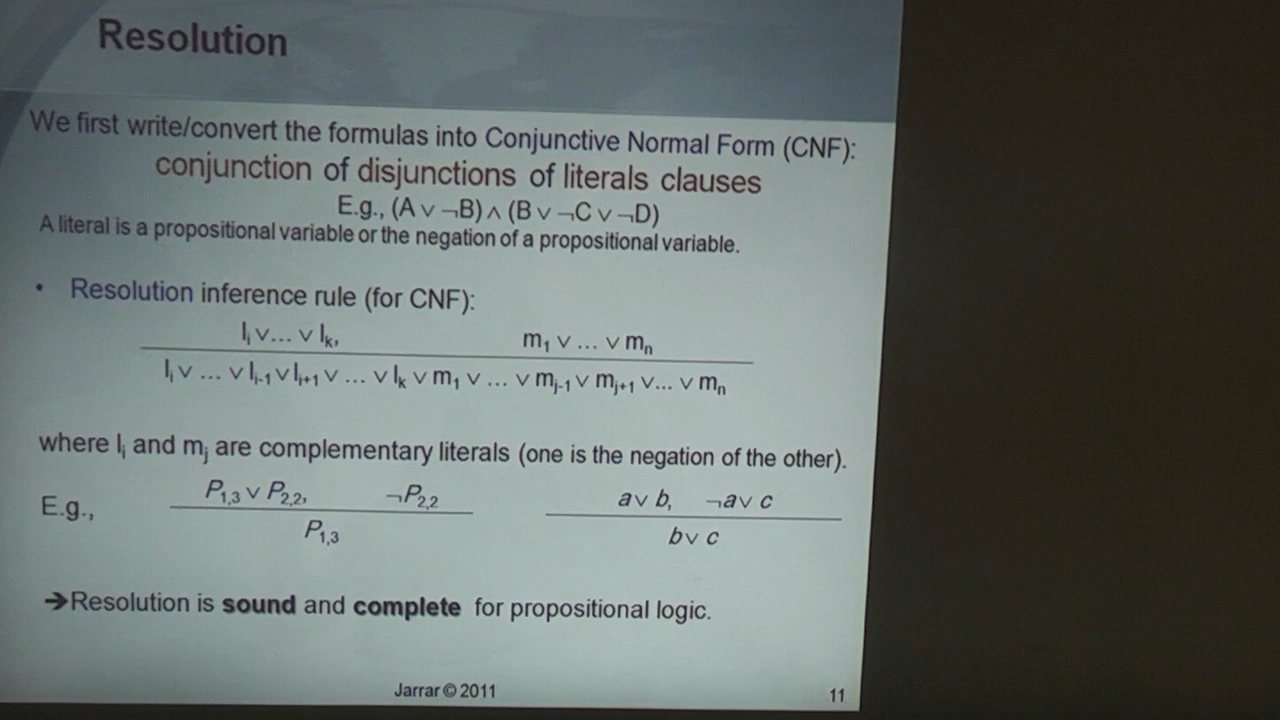 Resolution
We first write/convert the formulas into Conjunctive Normal Form (CNF):
conjunction of disjunctions of literals clauses
E.g., (A ∨ ¬B) ∧ (B ∨ ¬C ∨ ¬D)
A literal is a propositional variable or the negation of a propositional variable.
• Resolution inference rule (for CNF):
lᵢ ∨... ∨ lₖ, m₁ ∨ ... ∨ mₙ
lᵢ ∨ ... ∨ lᵢ₋₁ ∨ lᵢ₊₁ ∨ ... ∨ lₖ ∨ m₁ ∨ ... ∨ mⱼ₋₁ ∨ mⱼ₊₁ ∨... ∨ mₙ
where lᵢ and mⱼ are complementary literals (one is the negation of the other).
E.g., P₁,₃ ∨ P₂,₂, ¬P₂,₂ a∨ b, ¬a∨ c
P₁,₃ b∨ c
➔Resolution is sound and complete for propositional logic.
Jarrar © 2011 11